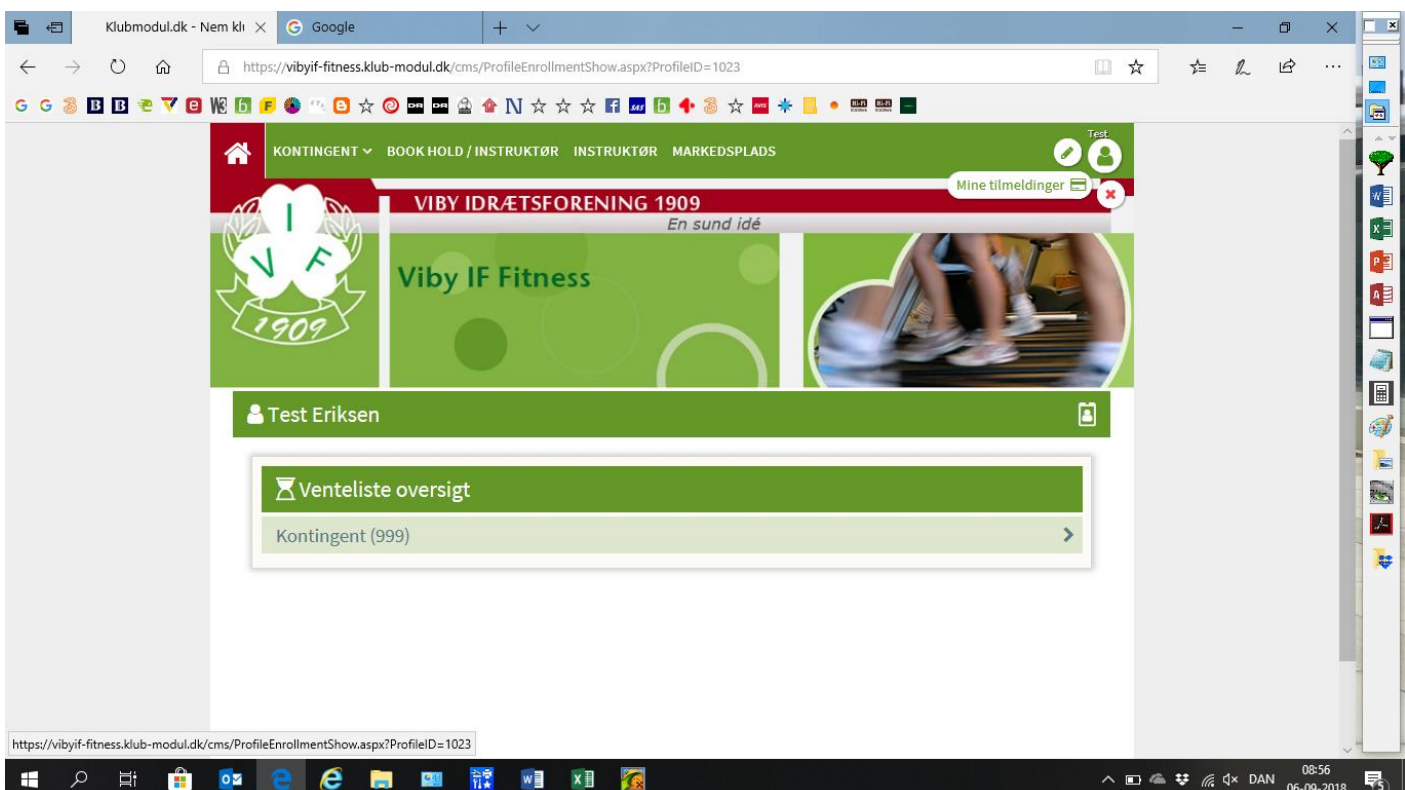 Klubmodul.dk - Nem klu
Google
https://vibyif-fitness.klub-modul.dk/cms/ProfileEnrollmentShow.aspx?ProfileID=1023
KONTINGENT BOOK HOLD / INSTRUKTØR INSTRUKTØR MARKEDSPLADS
Test
Mine tilmeldinger
VIBY IDRÆTSFORENING 1909
En sund idé
I
V F
1909
Viby IF Fitness
Test Eriksen
Venteliste oversigt
Kontingent (999)
https://vibyif-fitness.klub-modul.dk/cms/ProfileEnrollmentShow.aspx?ProfileID=1023
DAN
08:56
06-09-2018